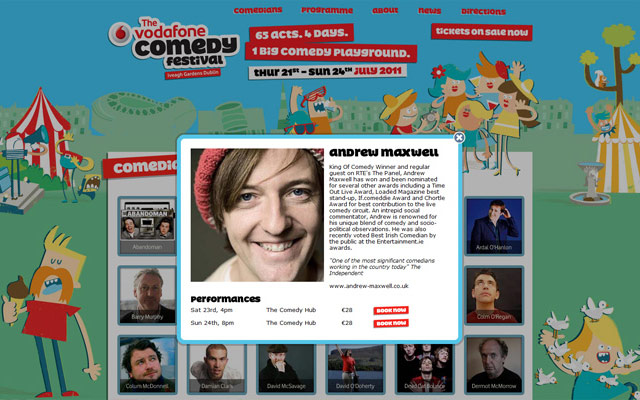 The
vodafone
comedy
festival
Iveagh Gardens Dublin
comedians programme about news directions
65 acts. 4 Days.
1 Big Comedy Playground.
thur 21st - sun 24th july 2011
tickets on sale now
comedia
andrew maxwell
King Of Comedy Winner and regular
guest on RTE's The Panel, Andrew
Maxwell has won and been nominated
for several other awards including a Time
Out Live Award, Loaded Magazine best
stand-up, If.comeddie Award and Chortle
Award for best contribution to the live
comedy circuit. An intrepid social
commentator, Andrew is renowned for
his unique blend of comedy and socio-
political observations. He was also
recently voted Best Irish Comedian by
the public at the Entertainment.ie
awards.
"One of the most significant comedians
working in the country today" The
Independent
www.andrew-maxwell.co.uk
performances
Sat 23rd, 4pm The Comedy Hub €28 BOOK NOW
Sun 24th, 8pm The Comedy Hub €28 BOOK NOW
ABANDOMAN
Abandoman
Ardal O'Hanlon
Barry Murphy
Colm O'Regan
Colum McDonnell
Damian Clark
David McSavage
David O'Doherty
Dead Cat Bounce
Dermot McMorrow